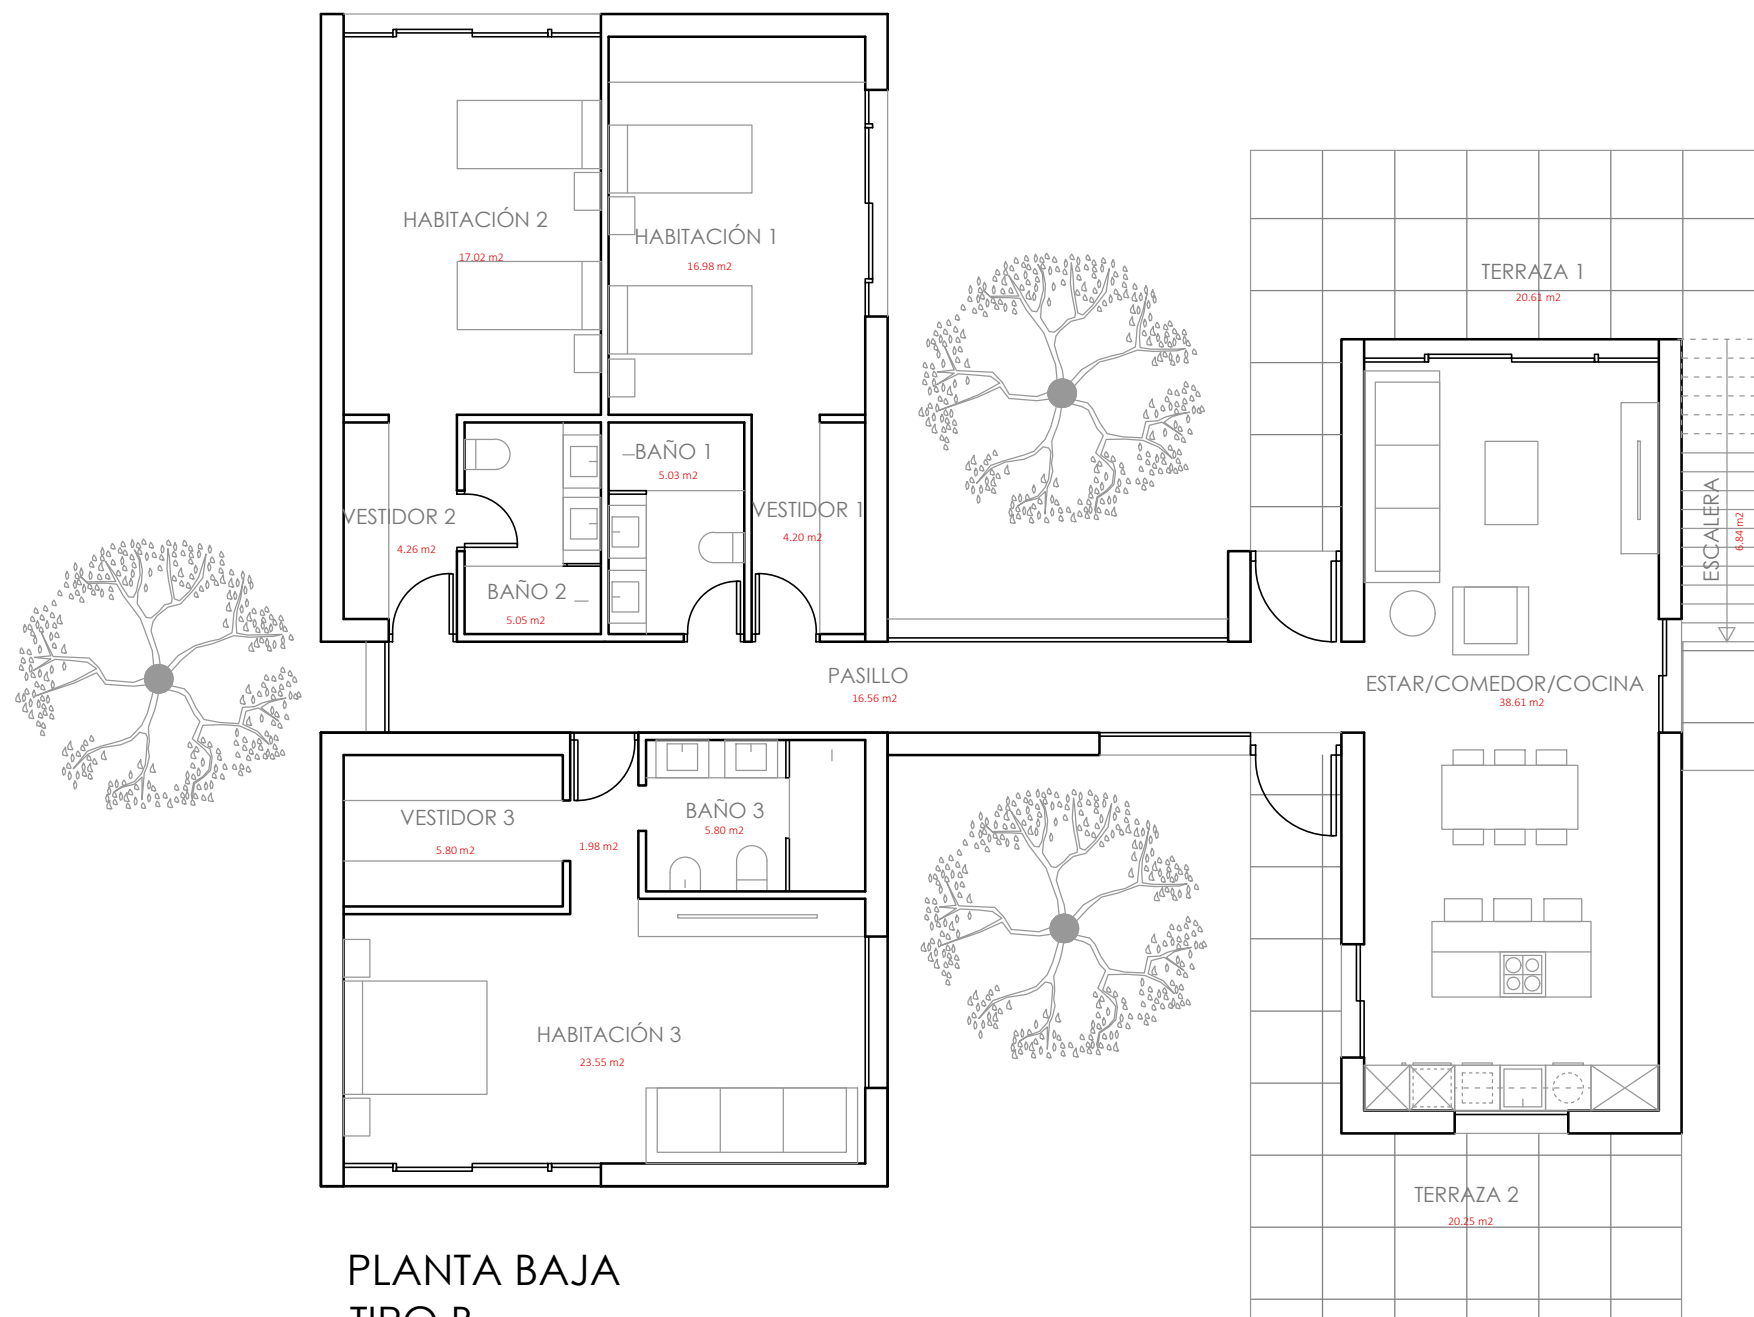 HABITACIÓN 2
17.02 m2
HABITACIÓN 1
16.98 m2
TERRAZA 1
20.61 m2
BAÑO 1
5.03 m2
VESTIDOR 2
4.26 m2
VESTIDOR 1
4.20 m2
BAÑO 2
5.05 m2
ESCALERA
6.84 m2
PASILLO
16.56 m2
ESTAR/COMEDOR/COCINA
38.61 m2
VESTIDOR 3
5.80 m2
1.98 m2
BAÑO 3
5.80 m2
HABITACIÓN 3
23.55 m2
TERRAZA 2
20.25 m2
PLANTA BAJA
TIPO B